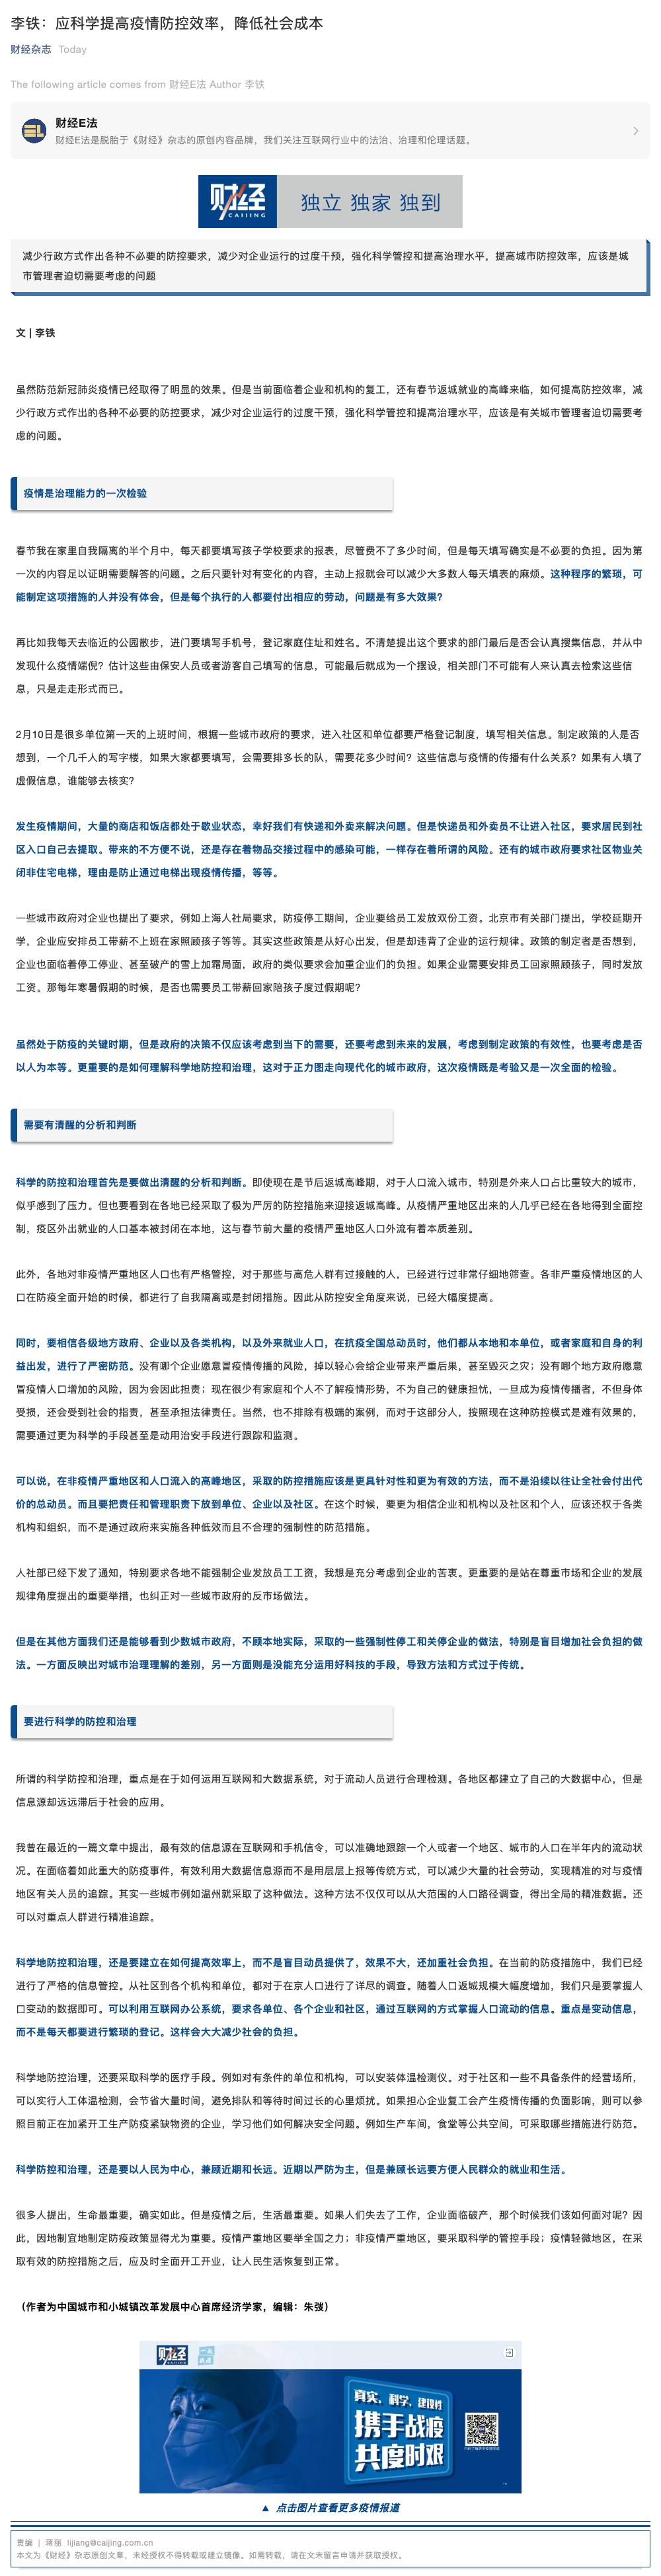 李铁：应科学提高疫情防控效率，降低社会成本
财经杂志 Today
The following article comes from 财经E法 Author 李铁
财经E法
财经E法是脱胎于《财经》杂志的原创内容品牌，我们关注互联网行业中的法治、治理和伦理话题。
财经 CAIJING 独立 独家 独到
减少行政方式作出各种不必要的防控要求，减少对企业运行的过度干预，强化科学管控和提高治理水平，提高城市防控效率，应该是城
市管理者迫切需要考虑的问题
文 | 李铁
虽然防范新冠肺炎疫情已经取得了明显的效果。但是当前面临着企业和机构的复工，还有春节返城就业的高峰来临，如何提高防控效率，减
少行政方式作出的各种不必要的防控要求，减少对企业运行的过度干预，强化科学管控和提高治理水平，应该是有关城市管理者迫切需要考
虑的问题。
疫情是治理能力的一次检验
春节我在家里自我隔离的半个月中，每天都要填写孩子学校要求的报表，尽管费不了多少时间，但是每天填写确实是不必要的负担。因为第
一次的内容足以证明需要解答的问题。之后只要针对有变化的内容，主动上报就会可以减少大多数人每天填表的麻烦。这种程序的繁琐，可
能制定这项措施的人并没有体会，但是每个执行的人都要付出相应的劳动，问题是有多大效果？
再比如我每天去临近的公园散步，进门要填写手机号，登记家庭住址和姓名。不清楚提出这个要求的部门最后是否会认真搜集信息，并从中
发现什么疫情端倪？估计这些由保安人员或者游客自己填写的信息，可能最后就成为一个摆设，相关部门不可能有人来认真去检索这些信
息，只是走走形式而已。
2月10日是很多单位第一天的上班时间，根据一些城市政府的要求，进入社区和单位都要严格登记制度，填写相关信息。制定政策的人是否
想到，一个几千人的写字楼，如果大家都要填写，会需要排多长的队，需要花多少时间？这些信息与疫情的传播有什么关系？如果有人填了
虚假信息，谁能够去核实？
发生疫情期间，大量的商店和饭店都处于歇业状态，幸好我们有快递和外卖来解决问题。但是快递员和外卖员不让进入社区，要求居民到社
区入口自己去提取。带来的不方便不说，还是存在着物品交接过程中的感染可能，一样存在着所谓的风险。还有的城市政府要求社区物业关
闭非住宅电梯，理由是防止通过电梯出现疫情传播，等等。
一些城市政府对企业也提出了要求，例如上海人社局要求，防疫停工期间，企业要给员工发放双份工资。北京市有关部门提出，学校延期开
学，企业应安排员工带薪不上班在家照顾孩子等等。其实这些政策是从好心出发，但是却违背了企业的运行规律。政策的制定者是否想到，
企业也面临着停工停业、甚至破产的雪上加霜局面，政府的类似要求会加重企业们的负担。如果企业需要安排员工回家照顾孩子，同时发放
工资。那每年寒暑假期的时候，是否也需要员工带薪回家陪孩子度过假期呢？
虽然处于防疫的关键时期，但是政府的决策不仅应该考虑到当下的需要，还要考虑到未来的发展，考虑到制定政策的有效性，也要考虑是否
以人为本等。更重要的是如何理解科学地防控和治理，这对于正力图走向现代化的城市政府，这次疫情既是考验又是一次全面的检验。
需要有清醒的分析和判断
科学的防控和治理首先是要做出清醒的分析和判断。即使现在是节后返城高峰期，对于人口流入城市，特别是外来人口占比重较大的城市，
似乎感到了压力。但也要看到在各地已经采取了极为严厉的防控措施来迎接返城高峰。从疫情严重地区出来的人几乎已经在各地得到全面控
制，疫区外出就业的人口基本被封闭在本地，这与春节前大量的疫情严重地区人口外流有着本质差别。
此外，各地对非疫情严重地区人口也有严格管控，对于那些与高危人群有过接触的人，已经进行过非常仔细地筛查。各非严重疫情地区的人
口在防疫全面开始的时候，都进行了自我隔离或是封闭措施。因此从防控安全角度来说，已经大幅度提高。
同时，要相信各级地方政府、企业以及各类机构，以及外来就业人口，在抗疫全国总动员时，他们都从本地和本单位，或者家庭和自身的利
益出发，进行了严密防范。没有哪个企业愿意冒疫情传播的风险，掉以轻心会给企业带来严重后果，甚至毁灭之灾；没有哪个地方政府愿意
冒疫情人口增加的风险，因为会因此担责；现在很少有家庭和个人不了解疫情形势，不为自己的健康担忧，一旦成为疫情传播者，不但身体
受损，还会受到社会的指责，甚至承担法律责任。当然，也不排除有极端的案例，而对于这部分人，按照现在这种防控模式是难有效果的，
需要通过更为科学的手段甚至是动用治安手段进行跟踪和监测。
可以说，在非疫情严重地区和人口流入的高峰地区，采取的防控措施应该是更具针对性和更为有效的方法，而不是沿续以往让全社会付出代
价的总动员。而且要把责任和管理职责下放到单位、企业以及社区。在这个时候，要更为相信企业和机构以及社区和个人，应该还权于各类
机构和组织，而不是通过政府来实施各种低效而且不合理的强制性的防范措施。
人社部已经下发了通知，特别要求各地不能强制企业发放员工工资，我想是充分考虑到企业的苦衷。更重要的是站在尊重市场和企业的发展
规律角度提出的重要举措，也纠正对一些城市政府的反市场做法。
但是在其他方面我们还是能够看到少数城市政府，不顾本地实际，采取的一些强制性停工和关停企业的做法，特别是盲目增加社会负担的做
法。一方面反映出对城市治理理解的差别，另一方面则是没能充分运用好科技的手段，导致方法和方式过于传统。
要进行科学的防控和治理
所谓的科学防控和治理，重点是在于如何运用互联网和大数据系统，对于流动人员进行合理检测。各地区都建立了自己的大数据中心，但是
信息源却远远滞后于社会的应用。
我曾在最近的一篇文章中提出，最有效的信息源在互联网和手机信令，可以准确地跟踪一个人或者一个地区、城市的人口在半年内的流动状
况。在面临着如此重大的防疫事件，有效利用大数据信息源而不是用层层上报等传统方式，可以减少大量的社会劳动，实现精准的对与疫情
地区有关人员的追踪。其实一些城市例如温州就采取了这种做法。这种方法不仅仅可以从大范围的人口路径调查，得出全局的精准数据。还
可以对重点人群进行精准追踪。
科学地防控和治理，还是要建立在如何提高效率上，而不是盲目动员提供了，效果不大，还加重社会负担。在当前的防疫措施中，我们已经
进行了严格的信息管控。从社区到各个机构和单位，都对于在京人口进行了详尽的调查。随着人口返城规模大幅度增加，我们只是要掌握人
口变动的数据即可。可以利用互联网办公系统，要求各单位、各个企业和社区，通过互联网的方式掌握人口流动的信息。重点是变动信息，
而不是每天都要进行繁琐的登记。这样会大大减少社会的负担。
科学地防控治理，还要采取科学的医疗手段。例如对有条件的单位和机构，可以安装体温检测仪。对于社区和一些不具备条件的经营场所，
可以实行人工体温检测，会节省大量时间，避免排队和等待时间过长的心里烦扰。如果担心企业复工会产生疫情传播的负面影响，则可以参
照目前正在加紧开工生产防疫紧缺物资的企业，学习他们如何解决安全问题。例如生产车间，食堂等公共空间，可采取哪些措施进行防范。
科学防控和治理，还是要以人民为中心，兼顾近期和长远。近期以严防为主，但是兼顾长远要方便人民群众的就业和生活。
很多人提出，生命最重要，确实如此。但是疫情之后，生活最重要。如果人们失去了工作，企业面临破产，那个时候我们该如何面对呢？因
此，因地制宜地制定防疫政策显得尤为重要。疫情严重地区要举全国之力；非疫情严重地区，要采取科学的管控手段；疫情轻微地区，在采
取有效的防控措施之后，应及时全面开工开业，让人民生活恢复到正常。
（作者为中国城市和小城镇改革发展中心首席经济学家，编辑：朱弢）
财经
真实、科学、建设性
携手战疫
共度时艰
▲ 点击图片查看更多疫情报道
责编 | 蒋丽 lijiang@caijing.com.cn
本文为《财经》杂志原创文章，未经授权不得转载或建立镜像。如需转载，请在文末留言申请并获取授权。